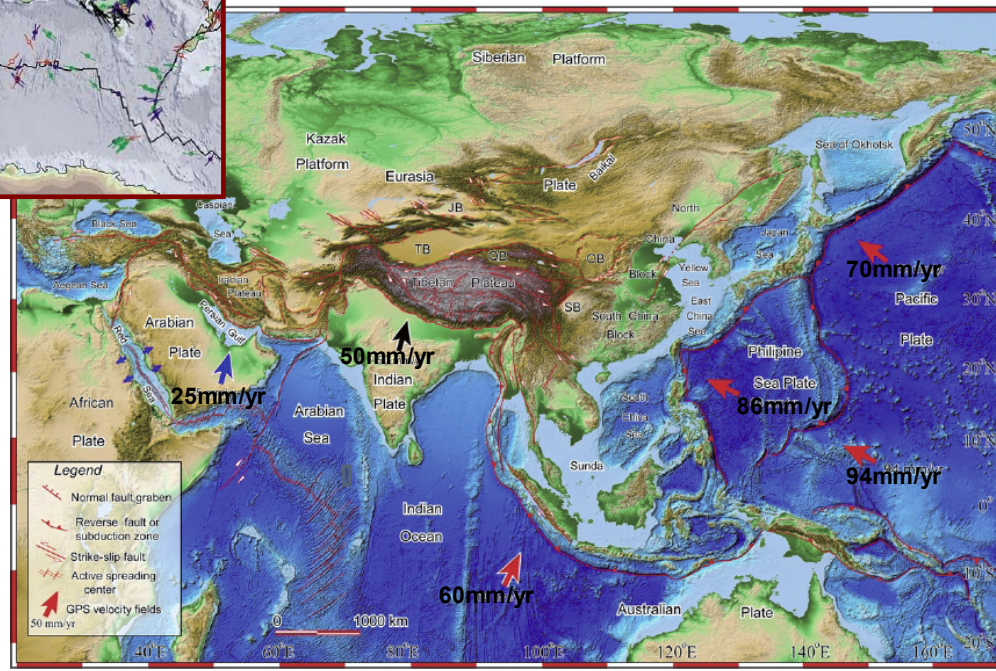 Siberian Platform
Kazak
Platform
Sea of Okhotsk
50°N
Eurasia
Plate
Baikal
JB
North
China
Block
Caspian
Sea
Black Sea
40°N
Japan
Sea
TB
QB
OB
Yellow
Sea
70mm/yr
Aegean Sea
Iranian
Plateau
Tibetan Plateau
Pacific
Plate
30°N
SB
East
China
Sea
South China
Block
Persian Gulf
Arabian
Plate
Red
Sea
50mm/yr
Indian
Plate
Philipine
Sea Plate
20°N
25mm/yr
86mm/yr
African
Plate
Arabian
Sea
South
China
Sea
10°N
Sunda
94mm/yr
Legend
Normal fault,graben
Reverse fault or
subduction zone
Strike-slip fault
Active spreading
center
GPS velocity fields
50 mm/yr
Indian
Ocean
0°
60mm/yr
10°S
Australian Plate
0 1000 km
40°E 60°E 80°E 100°E 120°E 140°E 160°E
20°S